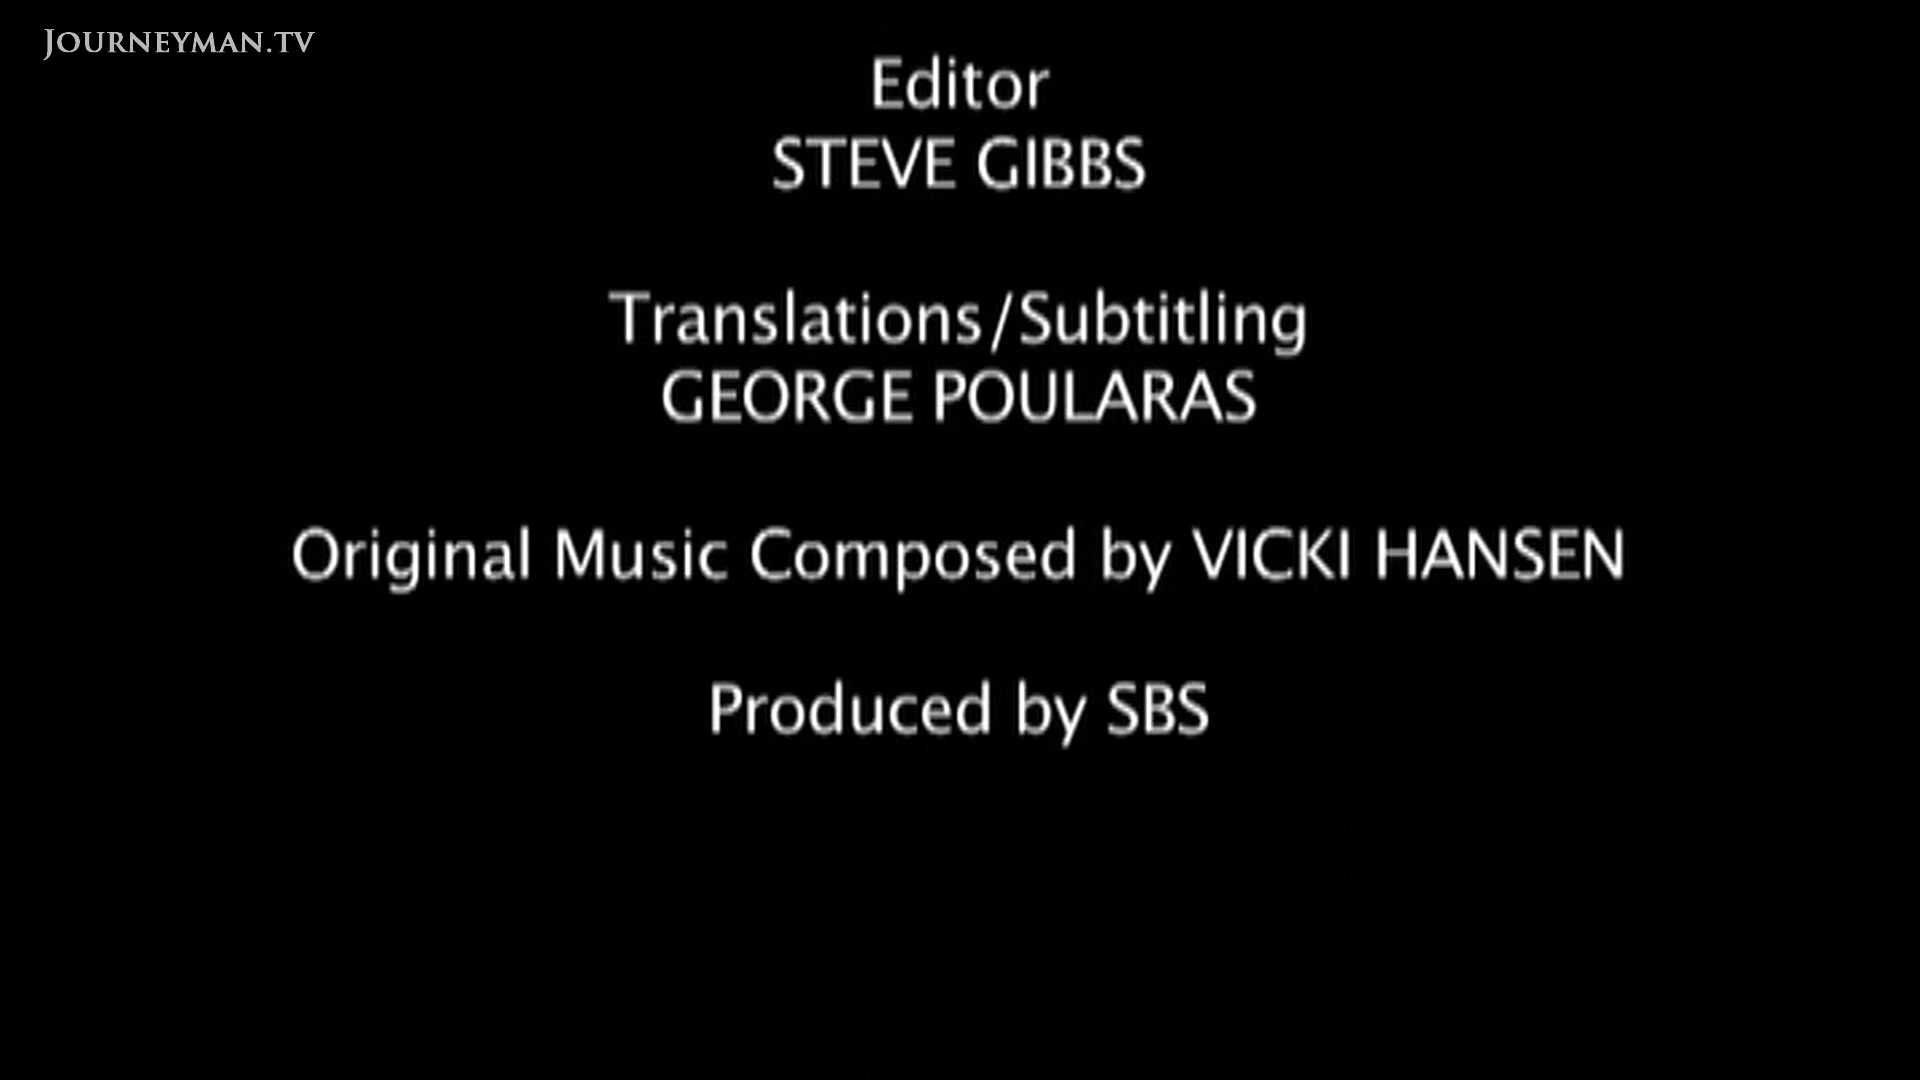 JOURNEYMAN.TV
Editor
STEVE GIBBS
Translations/Subtitling
GEORGE POULARAS
Original Music Composed by VICKI HANSEN
Produced by SBS